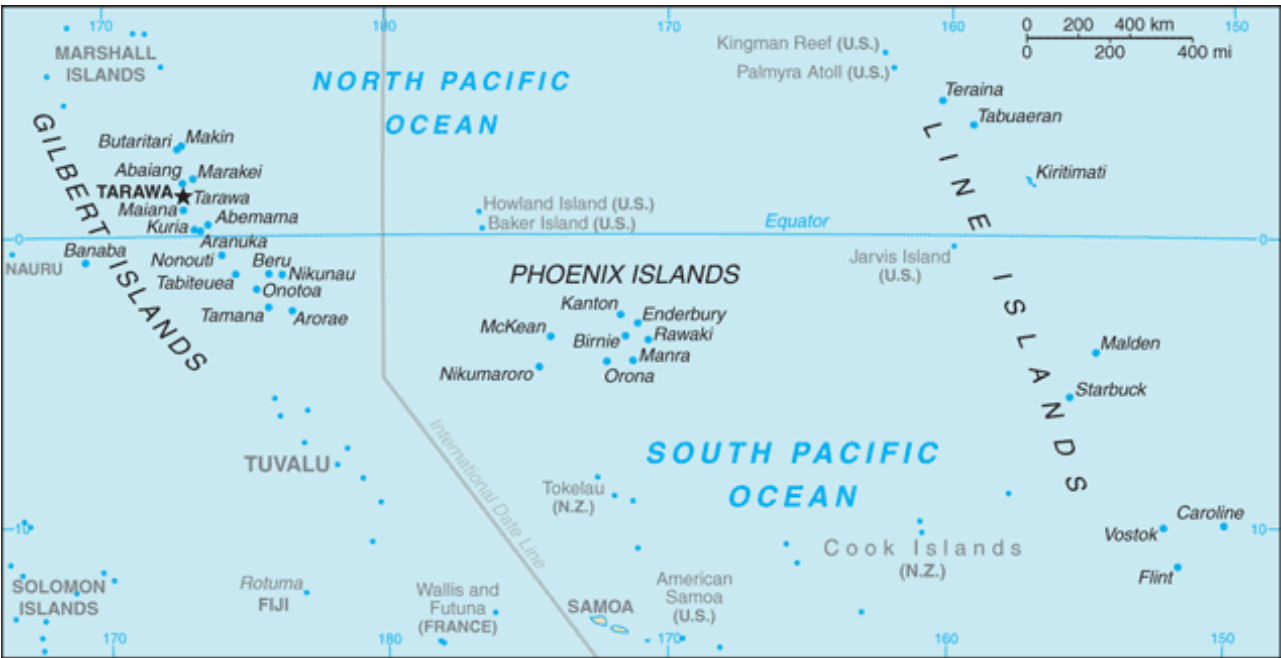 170
180
170
160
150
0 200 400 km
0 200 400 mi
MARSHALL
ISLANDS
NORTH PACIFIC
OCEAN
Kingman Reef (U.S.)
Palmyra Atoll (U.S.)
Teraina
Tabuaeran
Kiritimati
GILBERT ISLANDS
Butaritari
Makin
Abaiang
Marakei
TARAWA
Tarawa
Maiana
Abemama
Kuria
Aranuka
LINE ISLANDS
Howland Island (U.S.)
Baker Island (U.S.)
Equator
0
0
NAURU
Banaba
Nonouti
Beru
Nikunau
Tabiteuea
Onotoa
Tamana
Arorae
Jarvis Island
(U.S.)
PHOENIX ISLANDS
Kanton
Enderbury
McKean
Birnie
Rawaki
Manra
Nikumaroro
Orona
Malden
Starbuck
International Date Line
TUVALU
SOUTH PACIFIC
OCEAN
Tokelau
(N.Z.)
10
10
Caroline
Vostok
Flint
Cook Islands
(N.Z.)
SOLOMON
ISLANDS
Rotuma
FIJI
Wallis and
Futuna
(FRANCE)
SAMOA
American
Samoa
(U.S.)
170
180
170
160
150